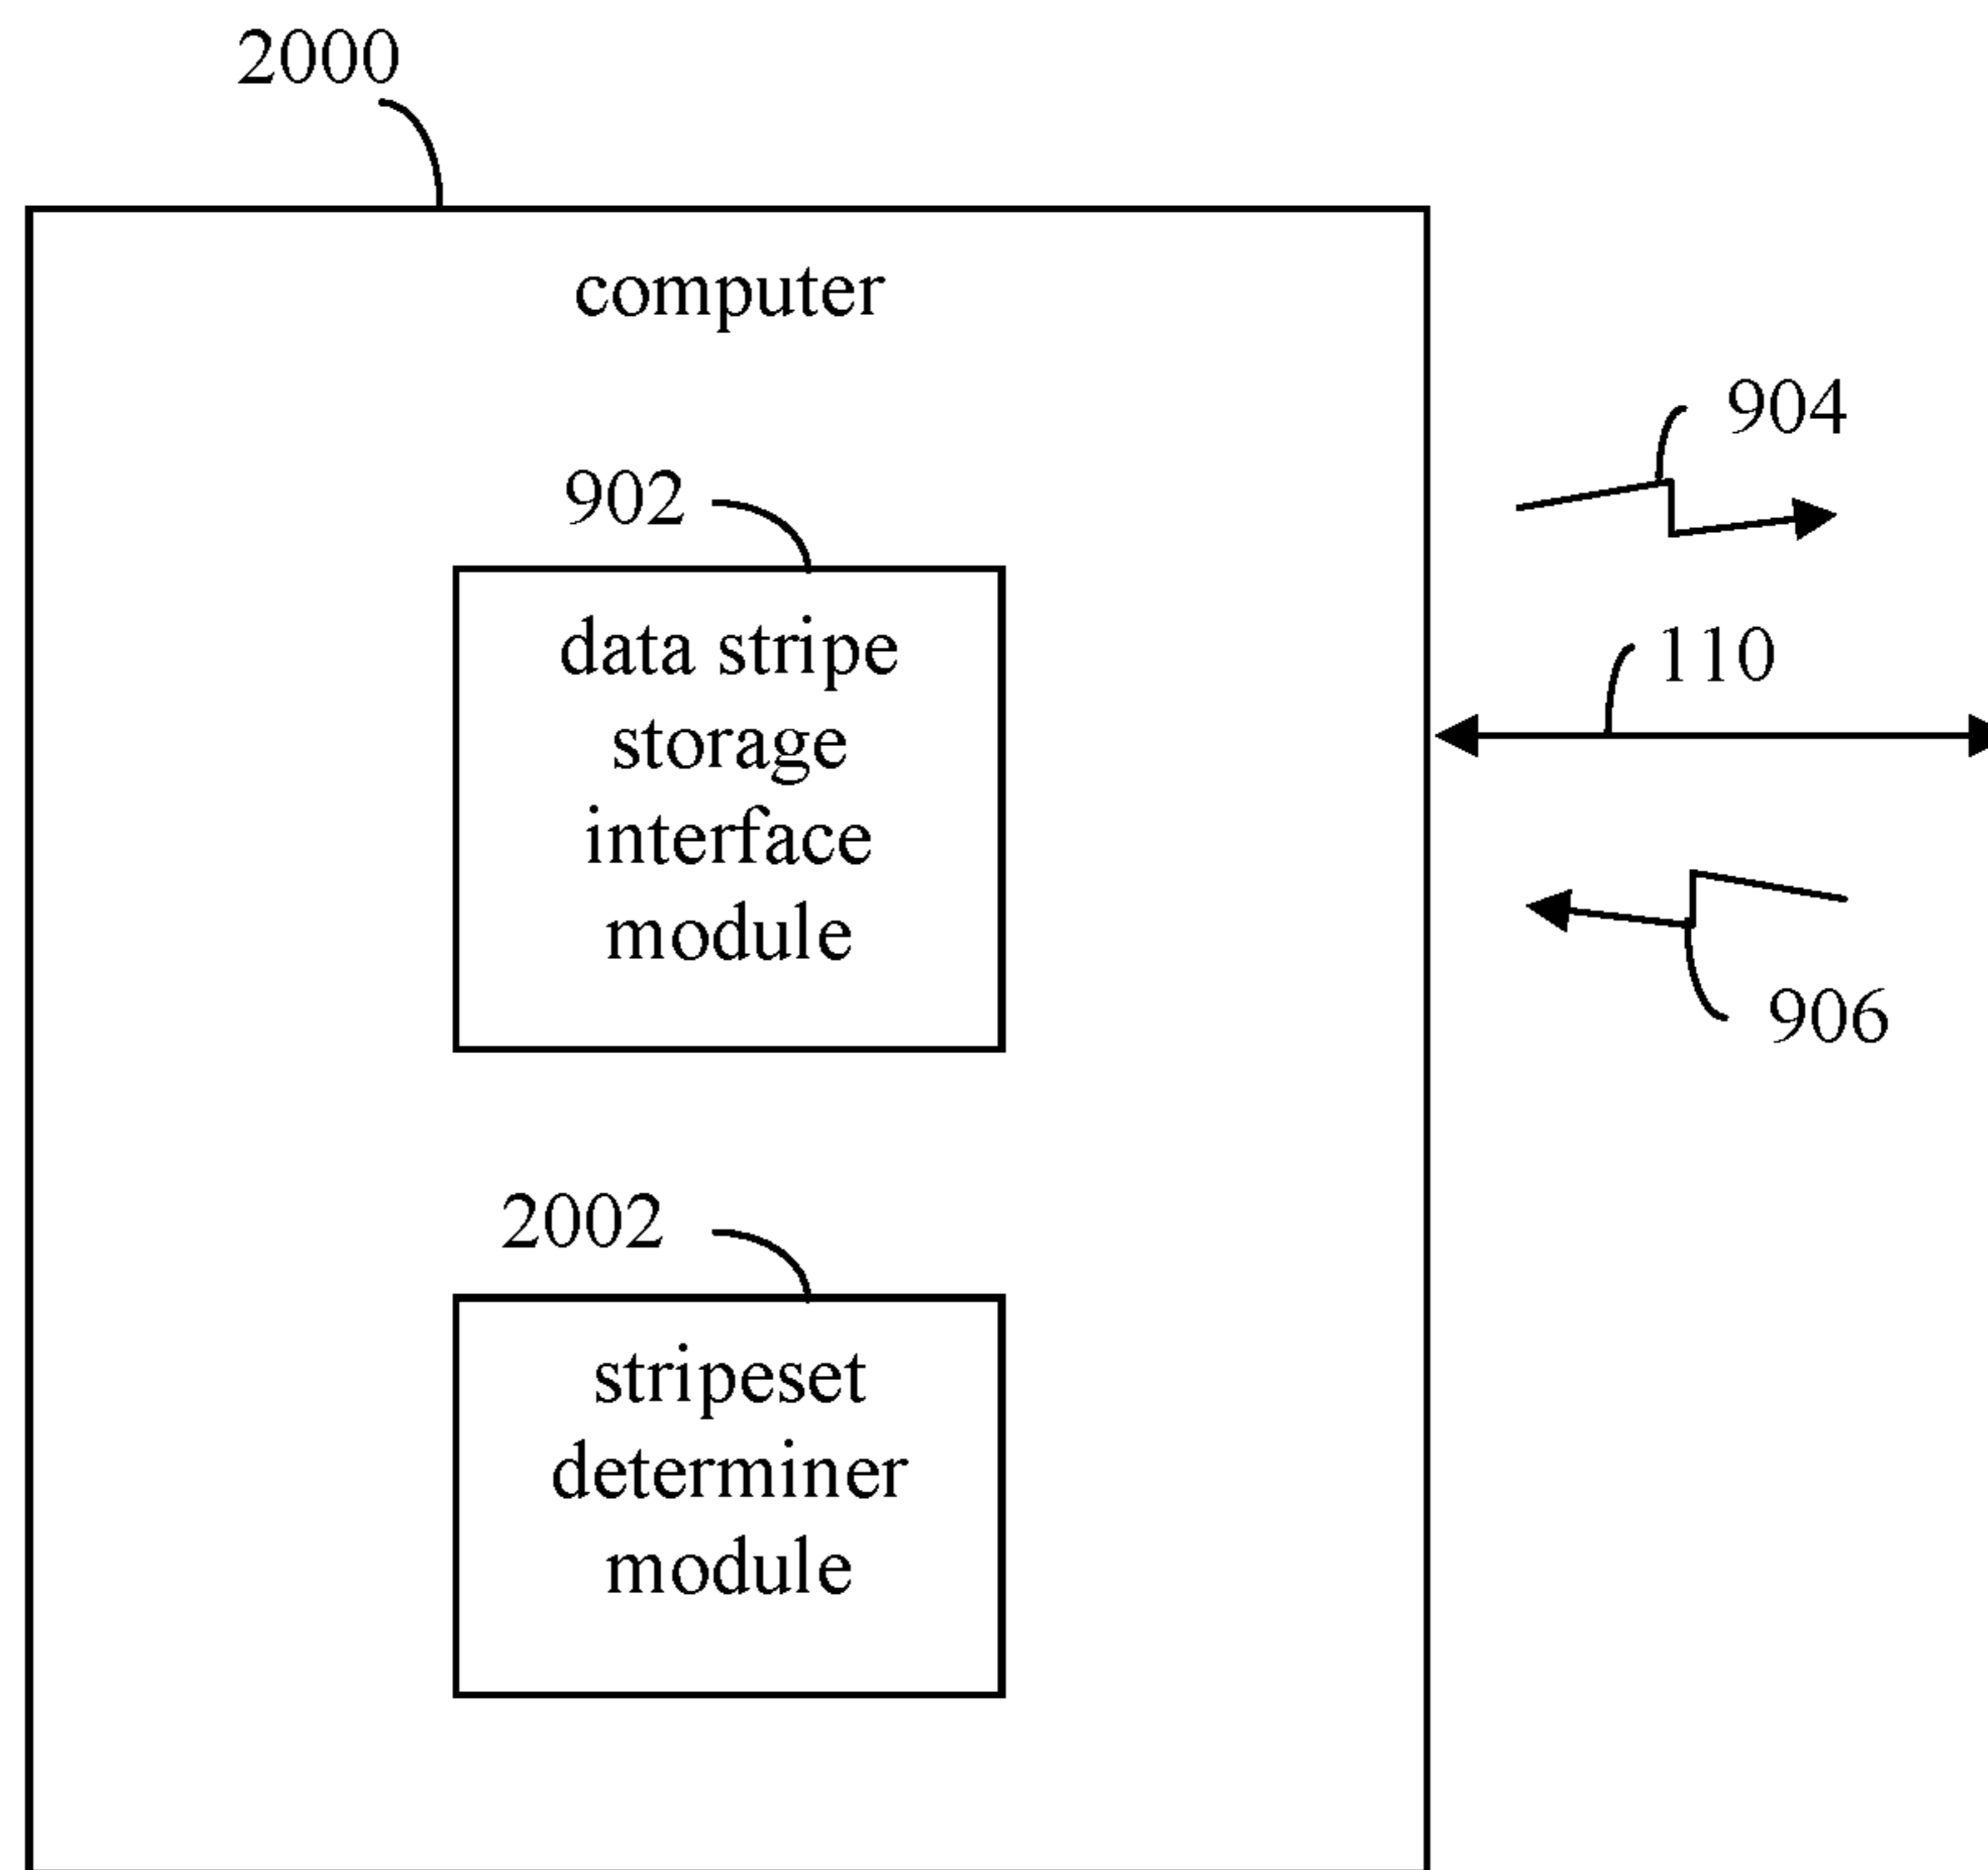 2000
computer
904
902
data stripe
storage
interface
module
110
906
2002
stripeset
determiner
module